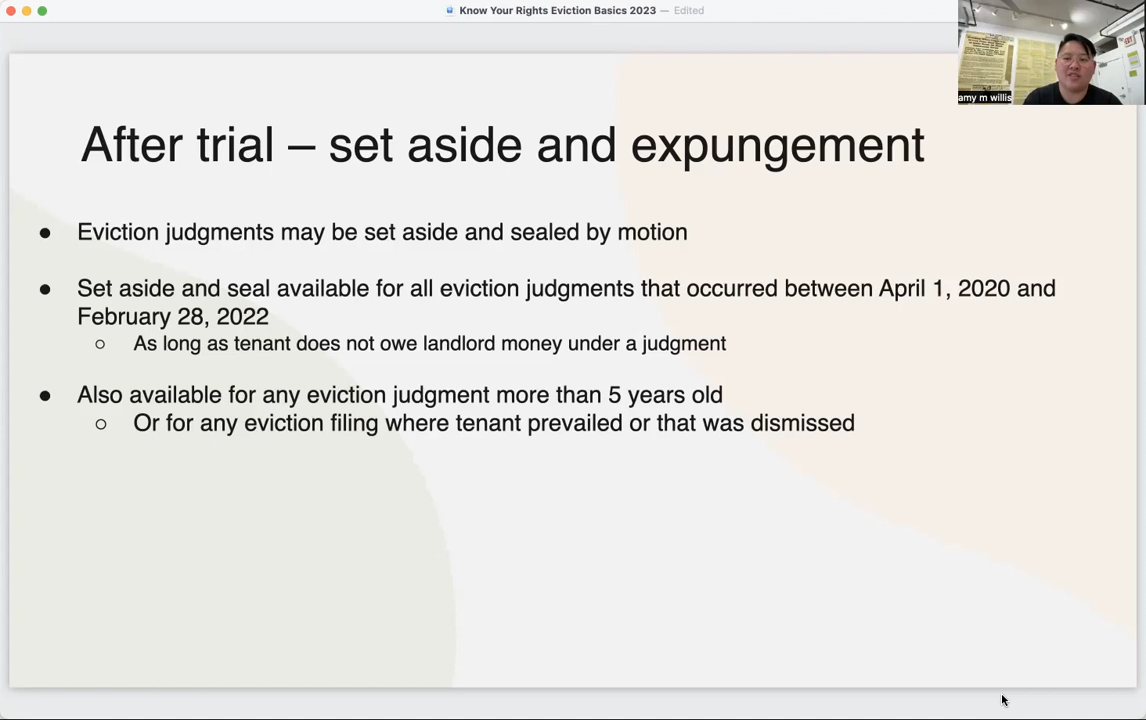 Know Your Rights Eviction Basics 2023 — Edited
amy m willis
After trial – set aside and expungement
● Eviction judgments may be set aside and sealed by motion
● Set aside and seal available for all eviction judgments that occurred between April 1, 2020 and
February 28, 2022
○ As long as tenant does not owe landlord money under a judgment
● Also available for any eviction judgment more than 5 years old
○ Or for any eviction filing where tenant prevailed or that was dismissed